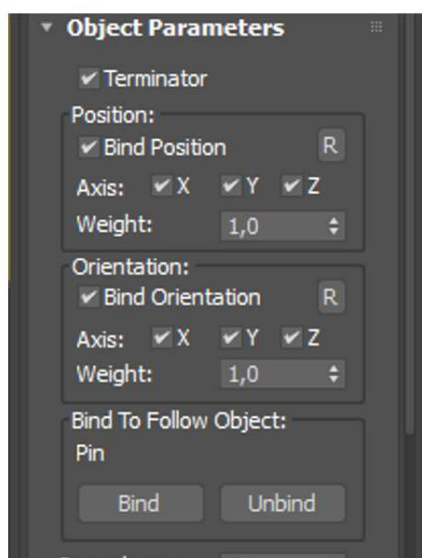 Object Parameters
Terminator
Position:
Bind Position R
Axis: X Y Z
Weight: 1,0
Orientation:
Bind Orientation R
Axis: X Y Z
Weight: 1,0
Bind To Follow Object:
Pin
Bind Unbind